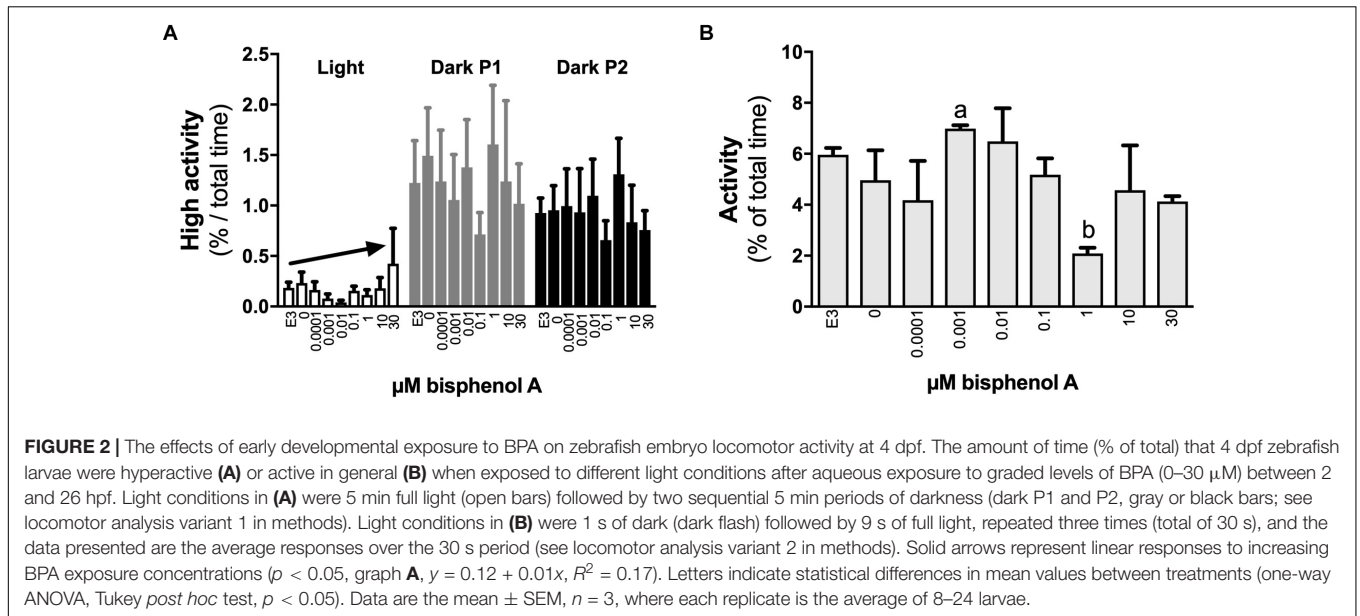 A
High activity
(% / total time)
2.5
2.0
1.5
1.0
0.5
0.0
Light Dark P1 Dark P2
E3 0 0.0001 0.001 0.01 0.1 1 10 30 E3 0 0.0001 0.001 0.01 0.1 1 10 30 E3 0 0.0001 0.001 0.01 0.1 1 10 30
µM bisphenol A
B
Activity
(% of total time)
10
8
6
4
2
0
a
b
E3 0 0.0001 0.001 0.01 0.1 1 10 30
µM bisphenol A
FIGURE 2 | The effects of early developmental exposure to BPA on zebrafish embryo locomotor activity at 4 dpf. The amount of time (% of total) that 4 dpf zebrafish
larvae were hyperactive (A) or active in general (B) when exposed to different light conditions after aqueous exposure to graded levels of BPA (0–30 µM) between 2
and 26 hpf. Light conditions in (A) were 5 min full light (open bars) followed by two sequential 5 min periods of darkness (dark P1 and P2, gray or black bars; see
locomotor analysis variant 1 in methods). Light conditions in (B) were 1 s of dark (dark flash) followed by 9 s of full light, repeated three times (total of 30 s), and the
data presented are the average responses over the 30 s period (see locomotor analysis variant 2 in methods). Solid arrows represent linear responses to increasing
BPA exposure concentrations (p < 0.05, graph A, y = 0.12 + 0.01x, R² = 0.17). Letters indicate statistical differences in mean values between treatments (one-way
ANOVA, Tukey post hoc test, p < 0.05). Data are the mean ± SEM, n = 3, where each replicate is the average of 8–24 larvae.